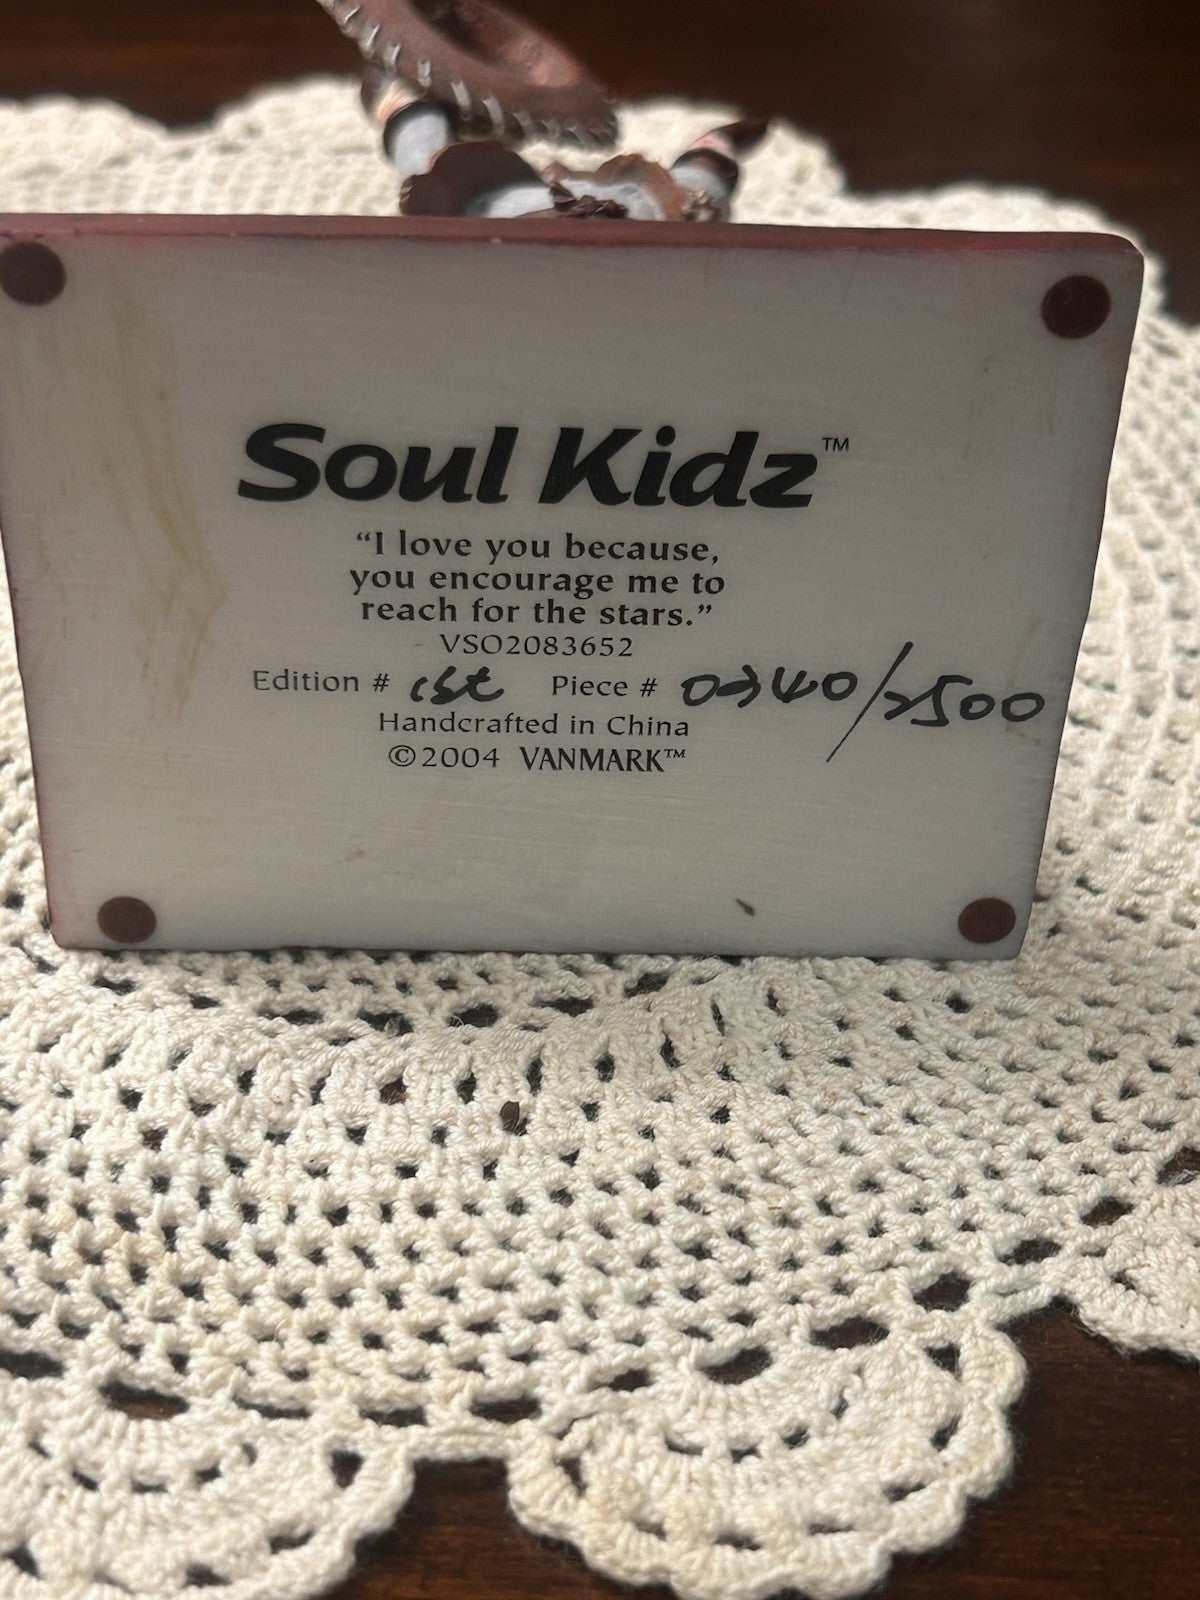 Soul Kidz™
“I love you because,
you encourage me to
reach for the stars.”
VSO2083652
Edition # 1st Piece # 0240/2500
Handcrafted in China
©2004 VANMARK™